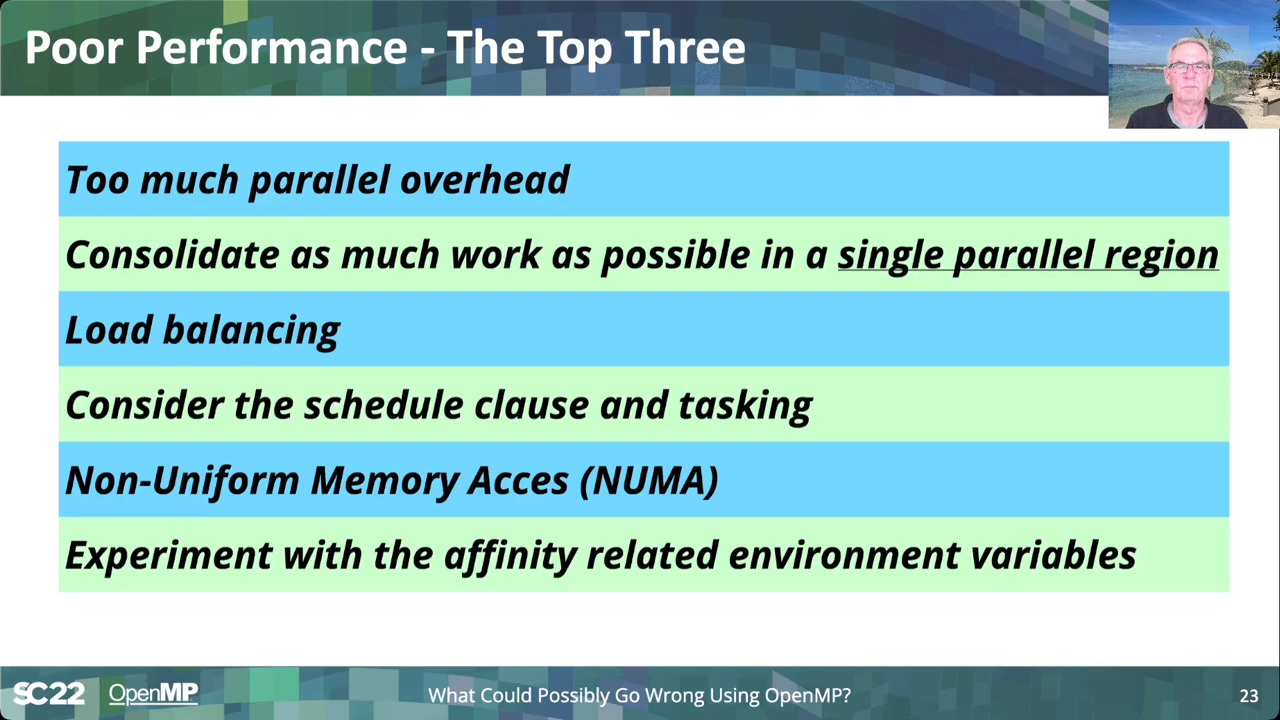 Poor Performance - The Top Three
Too much parallel overhead
Consolidate as much work as possible in a single parallel region
Load balancing
Consider the schedule clause and tasking
Non-Uniform Memory Acces (NUMA)
Experiment with the affinity related environment variables
SC22 OpenMP What Could Possibly Go Wrong Using OpenMP? 23